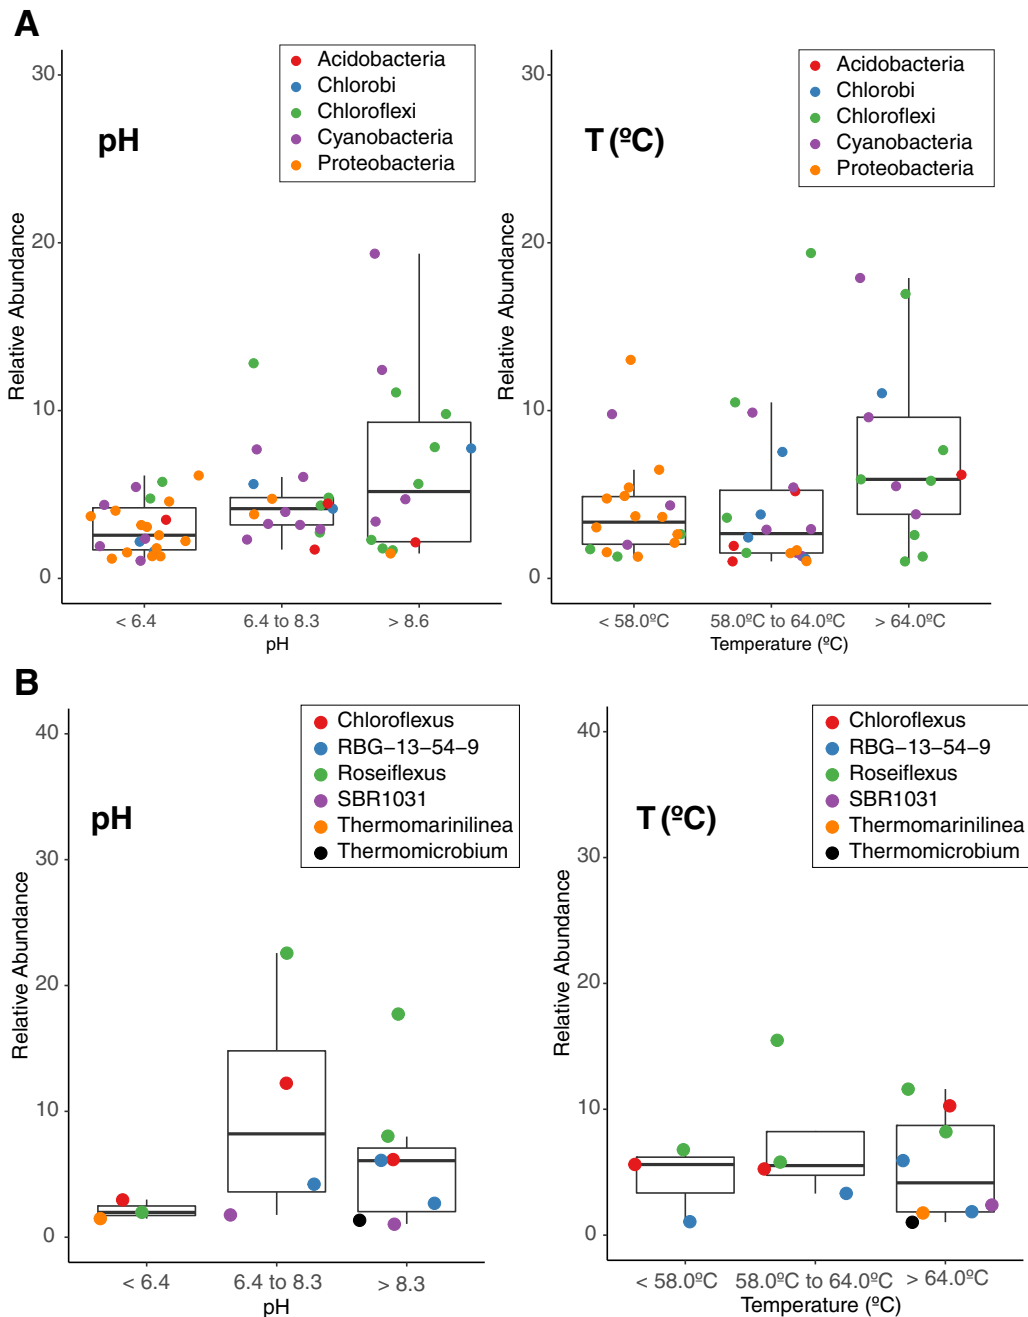 A
pH
Acidobacteria
Chlorobi
Chloroflexi
Cyanobacteria
Proteobacteria
Relative Abundance
30
20
10
0
< 6.4
6.4 to 8.3
> 8.6
pH
T (ºC)
Acidobacteria
Chlorobi
Chloroflexi
Cyanobacteria
Proteobacteria
Relative Abundance
30
20
10
0
< 58.0ºC
58.0ºC to 64.0ºC
> 64.0ºC
Temperature (ºC)
B
pH
Chloroflexus
RBG−13−54−9
Roseiflexus
SBR1031
Thermomarinilinea
Thermomicrobium
Relative Abundance
40
30
20
10
0
< 6.4
6.4 to 8.3
> 8.3
pH
T (ºC)
Chloroflexus
RBG−13−54−9
Roseiflexus
SBR1031
Thermomarinilinea
Thermomicrobium
Relative Abundance
40
30
20
10
0
< 58.0ºC
58.0ºC to 64.0ºC
> 64.0ºC
Temperature (ºC)